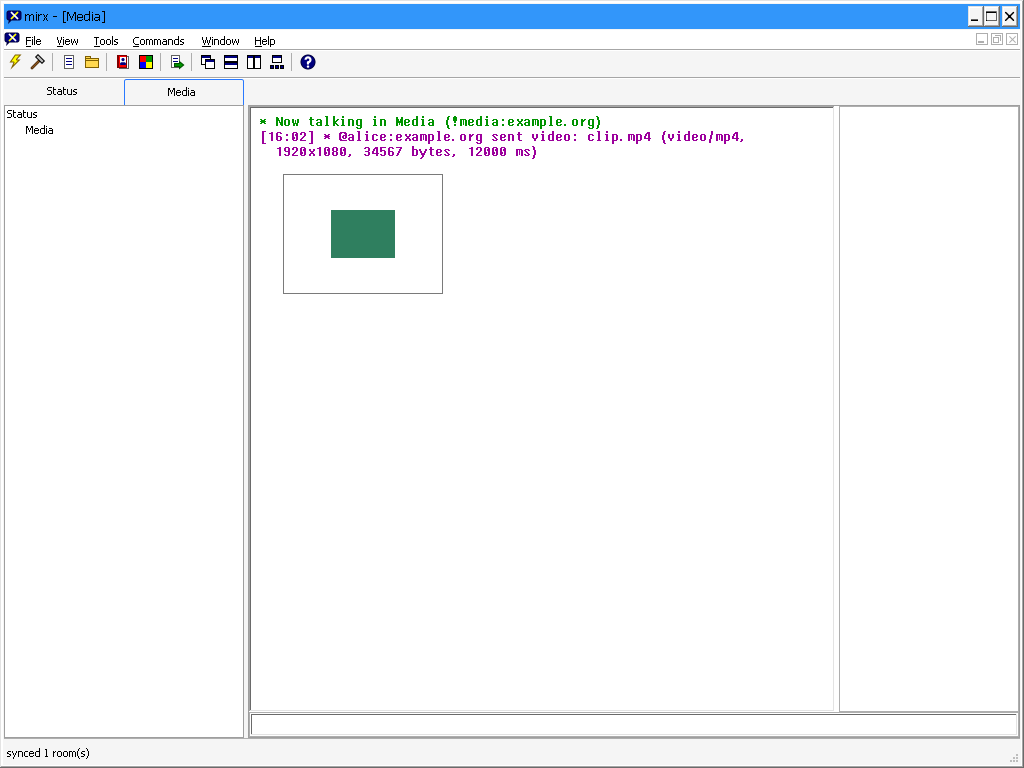 mirx - [Media]
File View Tools Commands Window Help
Status Media
Status
Media
* Now talking in Media (!media:example.org)
[16:02] * @alice:example.org sent video: clip.mp4 (video/mp4,
1920x1080, 34567 bytes, 12000 ms)
synced 1 room(s)